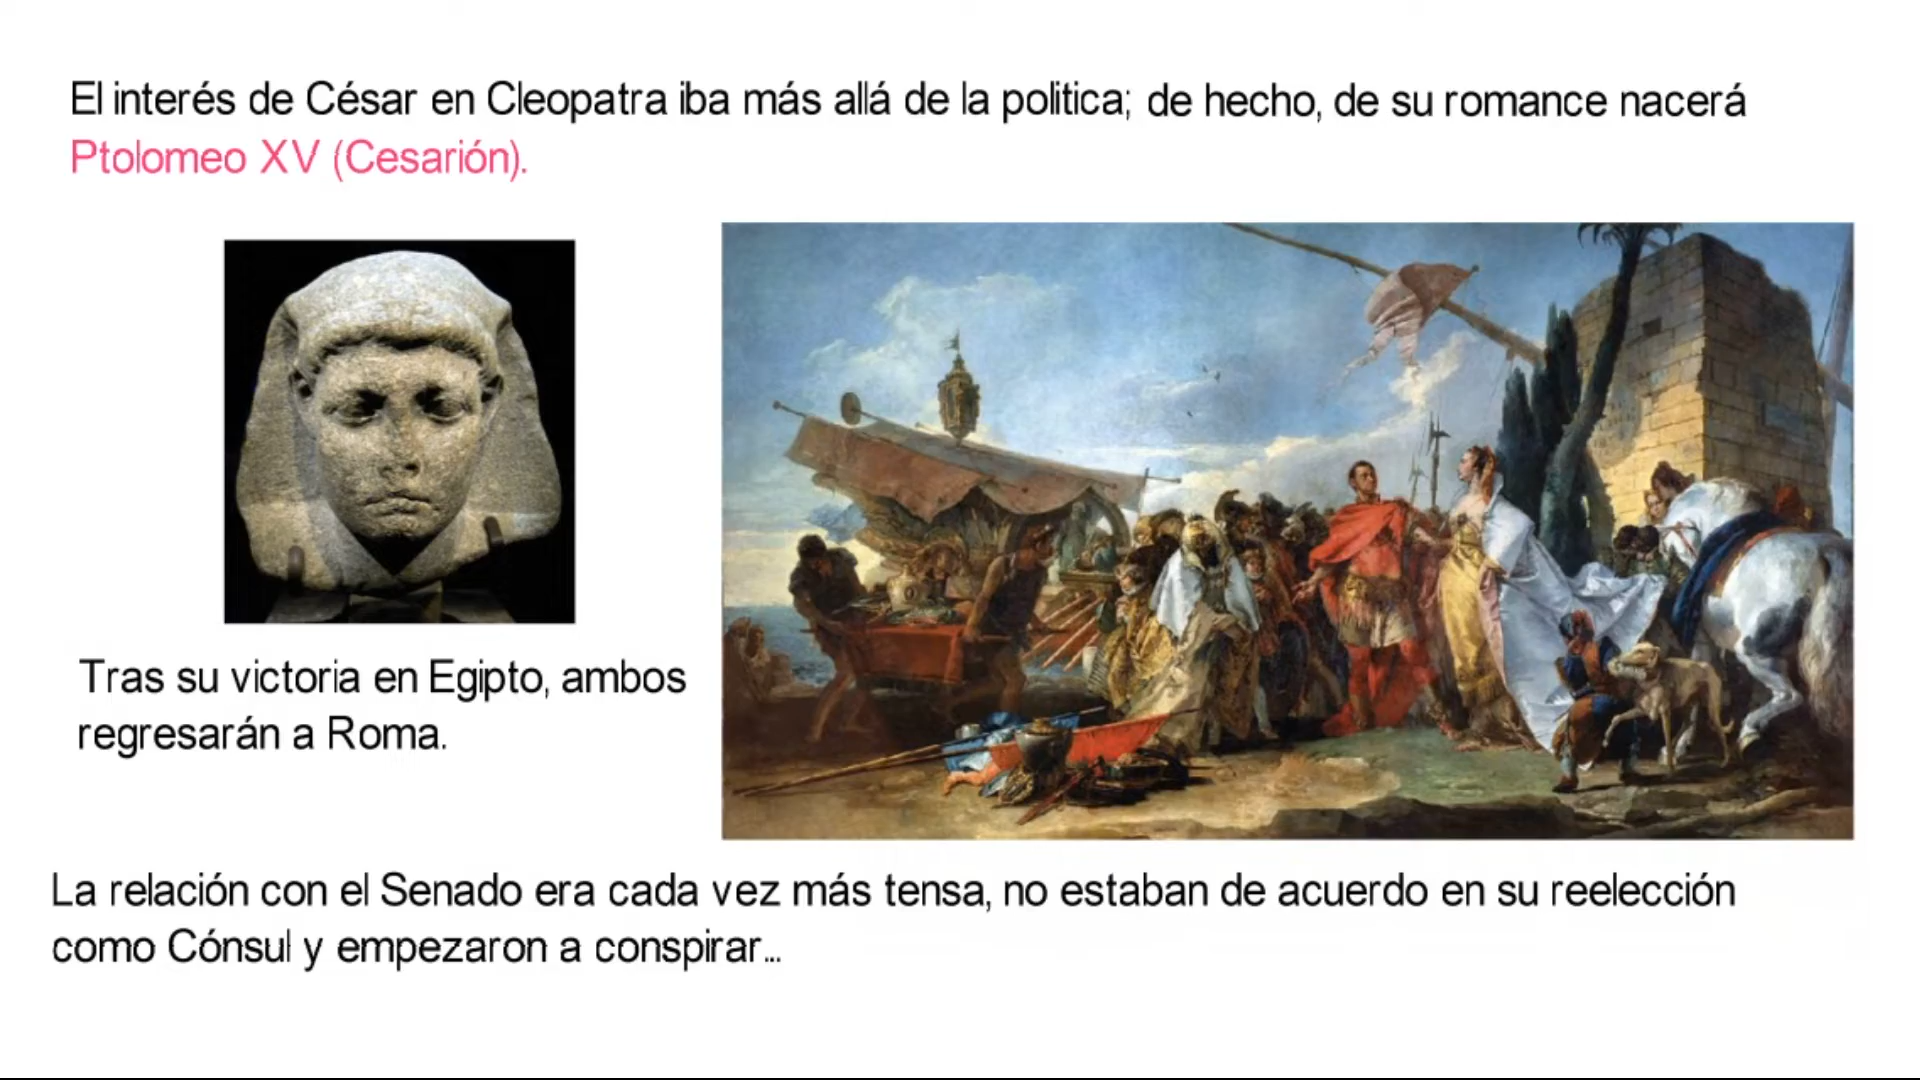 El interés de César en Cleopatra iba más allá de la politica; de hecho, de su romance nacerá
Ptolomeo XV (Cesarión).
Tras su victoria en Egipto, ambos
regresarán a Roma.
La relación con el Senado era cada vez más tensa, no estaban de acuerdo en su reelección
como Cónsul y empezaron a conspirar...